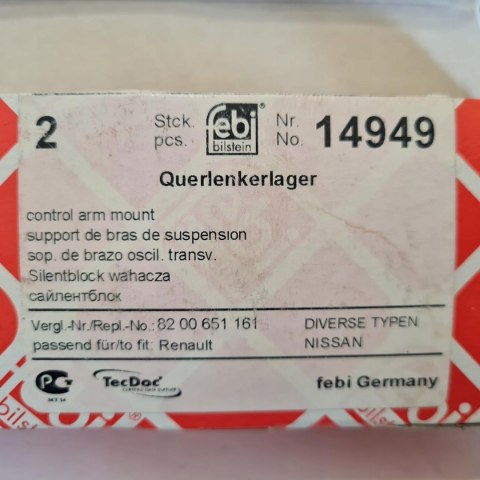 2 Stck. pcs. febi bilstein ® Nr. No. 14949
Querlenkerlager
control arm mount
support de bras de suspension
sop. de brazo oscil. transv.
Silentblock wahacza
сайлентблок
Vergl.-Nr./Repl.-No.: 82 00 651 161 DIVERSE TYPEN
passend für/to fit: Renault NISSAN
TecDoc febi Germany